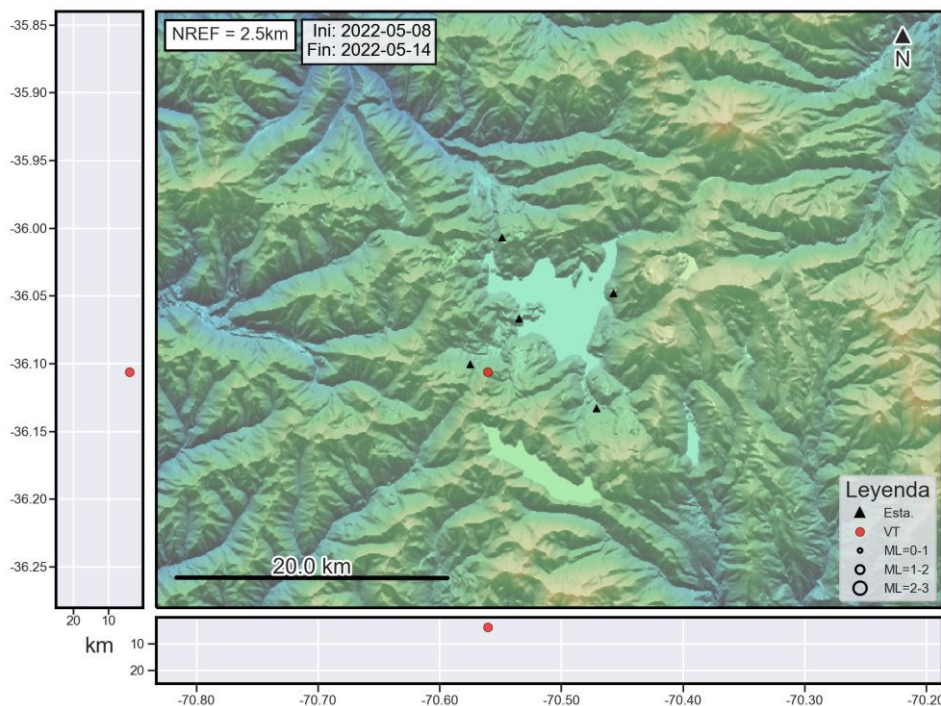 NREF = 2.5km
Ini: 2022-05-08
Fin: 2022-05-14
N
-35.85
-35.90
-35.95
-36.00
-36.05
-36.10
-36.15
-36.20
-36.25
20 10
km
20.0 km
Leyenda
Esta.
VT
ML=0-1
ML=1-2
ML=2-3
10
20
-70.80 -70.70 -70.60 -70.50 -70.40 -70.30 -70.20